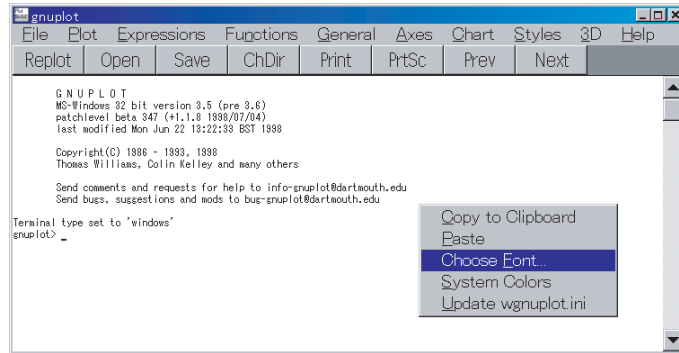 gnuplot
File Plot Expressions Functions General Axes Chart Styles 3D Help
Replot Open Save ChDir Print PrtSc Prev Next
G N U P L O T
MS-Windows 32 bit version 3.5 (pre 3.6)
patchlevel beta 347 (+1.1.8 1998/07/04)
last modified Mon Jun 22 13:22:33 BST 1998
Copyright(C) 1986 - 1993, 1998
Thomas Williams, Colin Kelley and many others
Send comments and requests for help to info-gnuplot@dartmouth.edu
Send bugs, suggestions and mods to bug-gnuplot@dartmouth.edu
Terminal type set to 'windows'
gnuplot> _
Copy to Clipboard
Paste
Choose Font...
System Colors
Update wgnuplot.ini